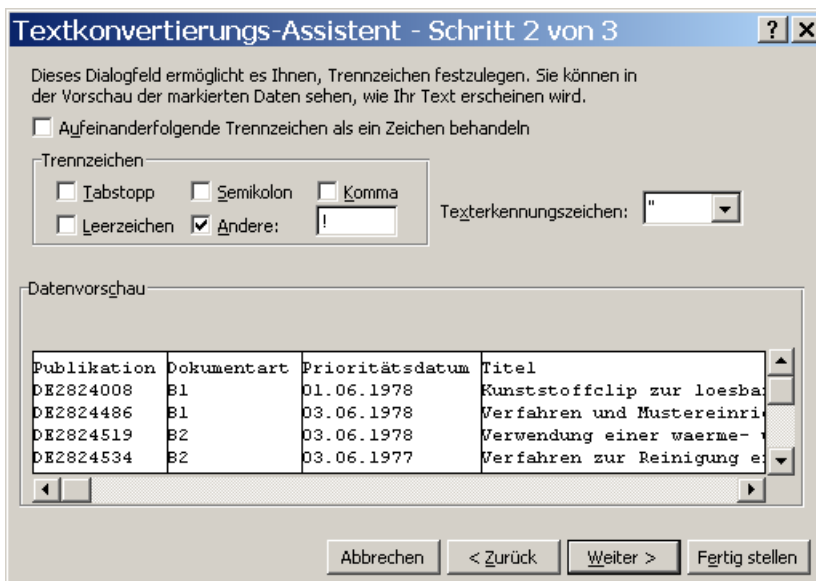 Textkonvertierungs-Assistent - Schritt 2 von 3
Dieses Dialogfeld ermöglicht es Ihnen, Trennzeichen festzulegen. Sie können in
der Vorschau der markierten Daten sehen, wie Ihr Text erscheinen wird.
Aufeinanderfolgende Trennzeichen als ein Zeichen behandeln
Trennzeichen
Tabstopp Semikolon Komma
Leerzeichen Andere: !
Texterkennungszeichen: "
Datenvorschau
Publikation Dokumentart Prioritätsdatum Titel
DE2824008 B1 01.06.1978 Kunststoffclip zur loesba
DE2824486 B1 03.06.1978 Verfahren und Mustereinri
DE2824519 B2 03.06.1978 Verwendung einer waerme-
DE2824534 B2 03.06.1977 Verfahren zur Reinigung e
Abbrechen < Zurück Weiter > Fertig stellen